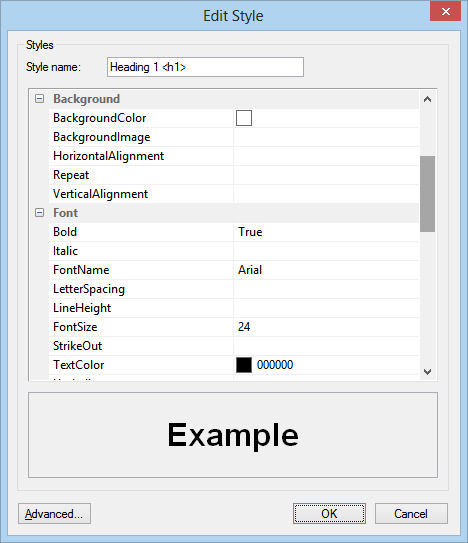 Edit Style
Styles
Style name: Heading 1 <h1>
Background
BackgroundColor
BackgroundImage
HorizontalAlignment
Repeat
VerticalAlignment
Font
Bold True
Italic
FontName Arial
LetterSpacing
LineHeight
FontSize 24
StrikeOut
TextColor 000000
Example
Advanced... OK Cancel